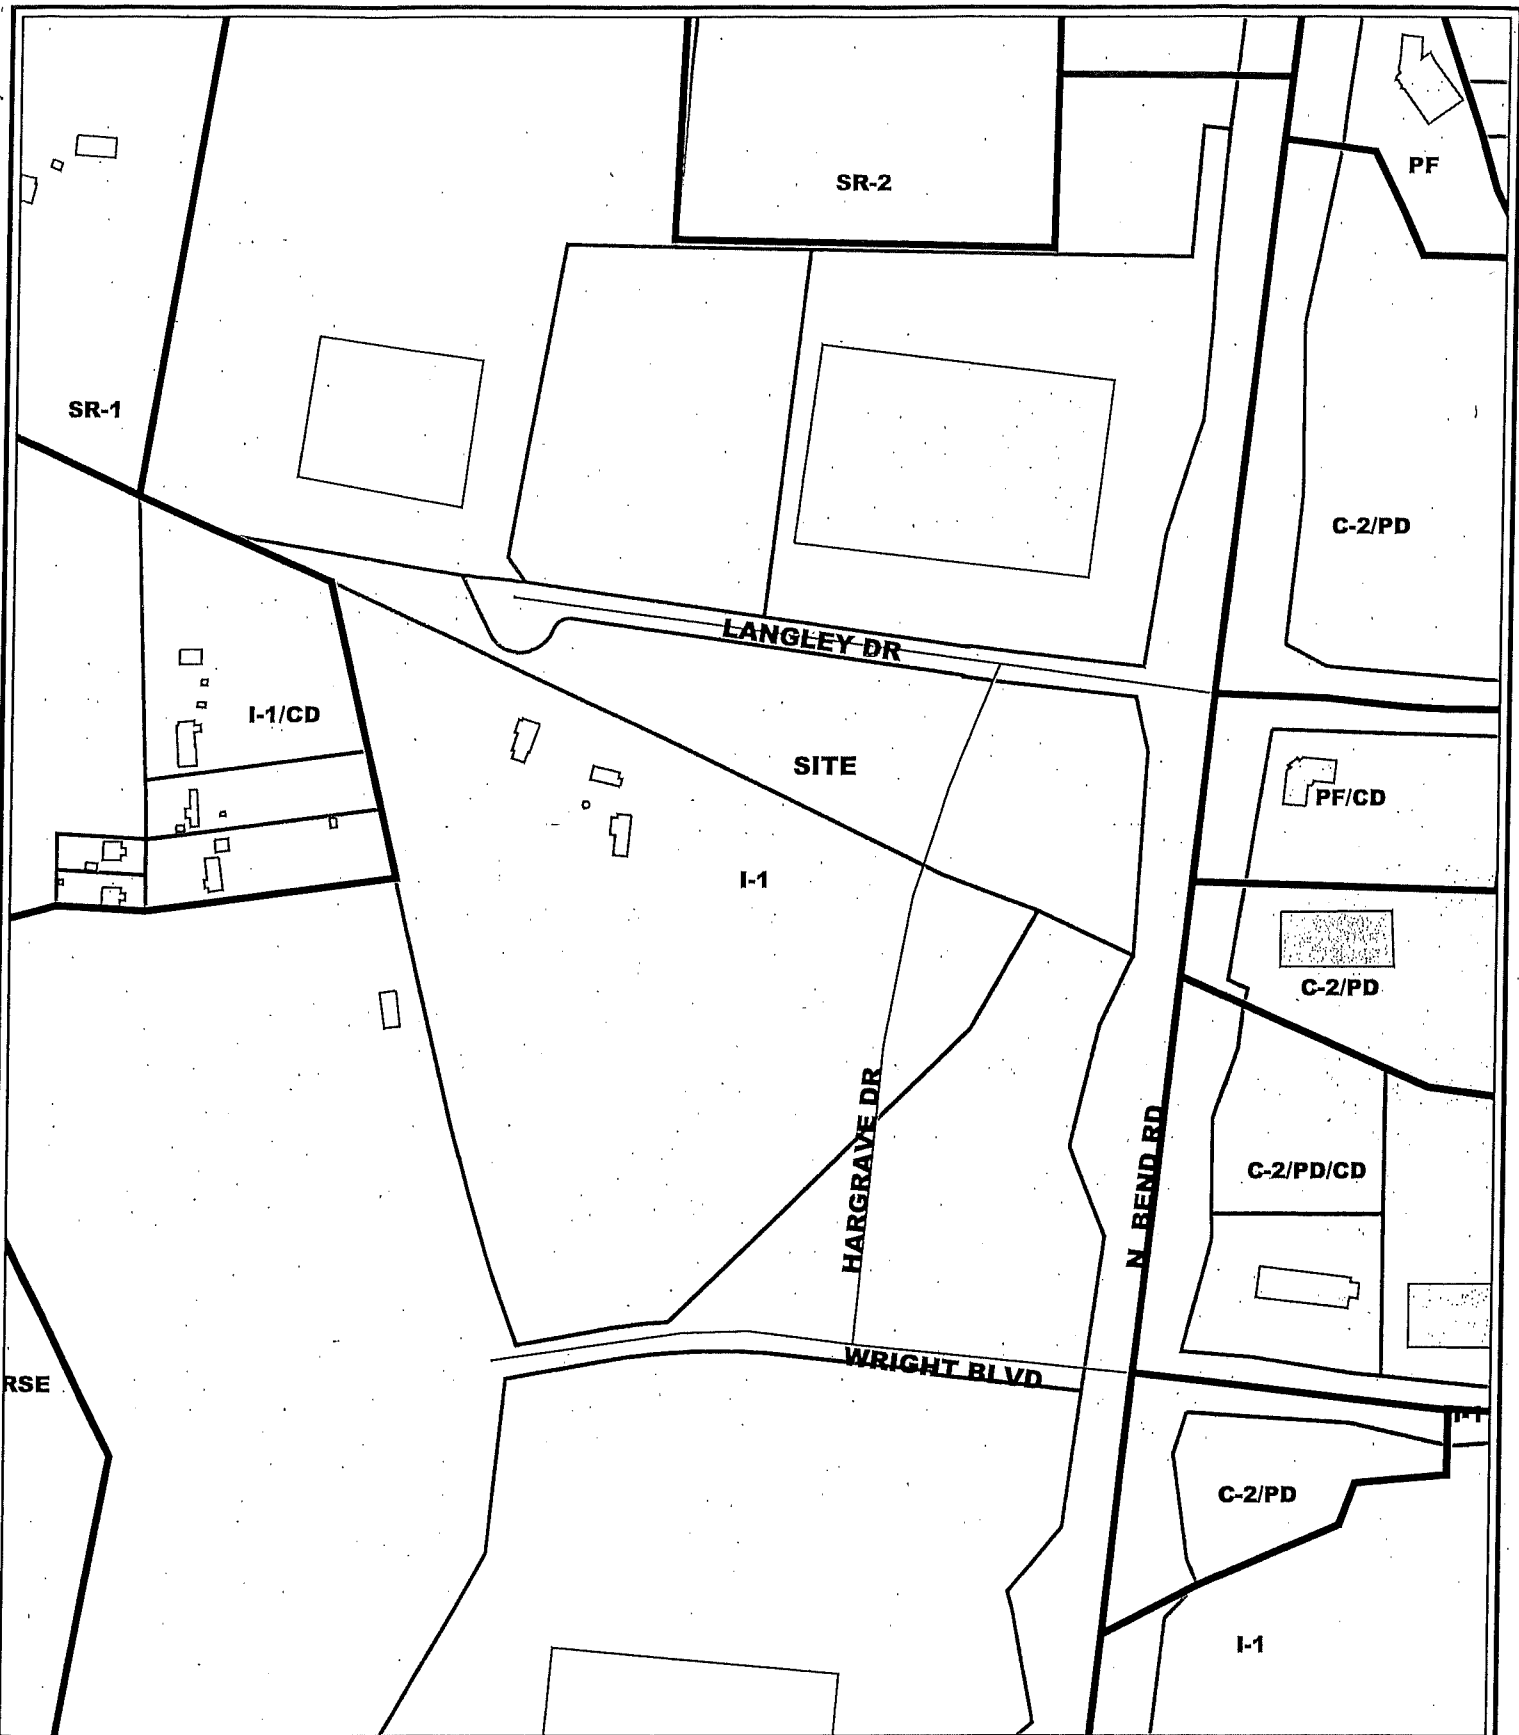 PF
SR-2
SR-1
C-2/PD
LANGLEY DR
I-1/CD
SITE
PF/CD
I-1
C-2/PD
HARGRAVE DR
N BEND RD
C-2/PD/CD
WRIGHT BLVD
RSE
I-1
C-2/PD
I-1